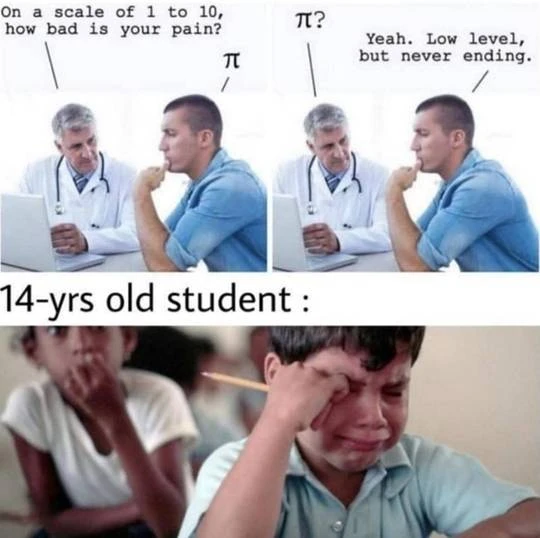 On a scale of 1 to 10,
how bad is your pain?
π
π?
Yeah. Low level,
but never ending.
14-yrs old student :